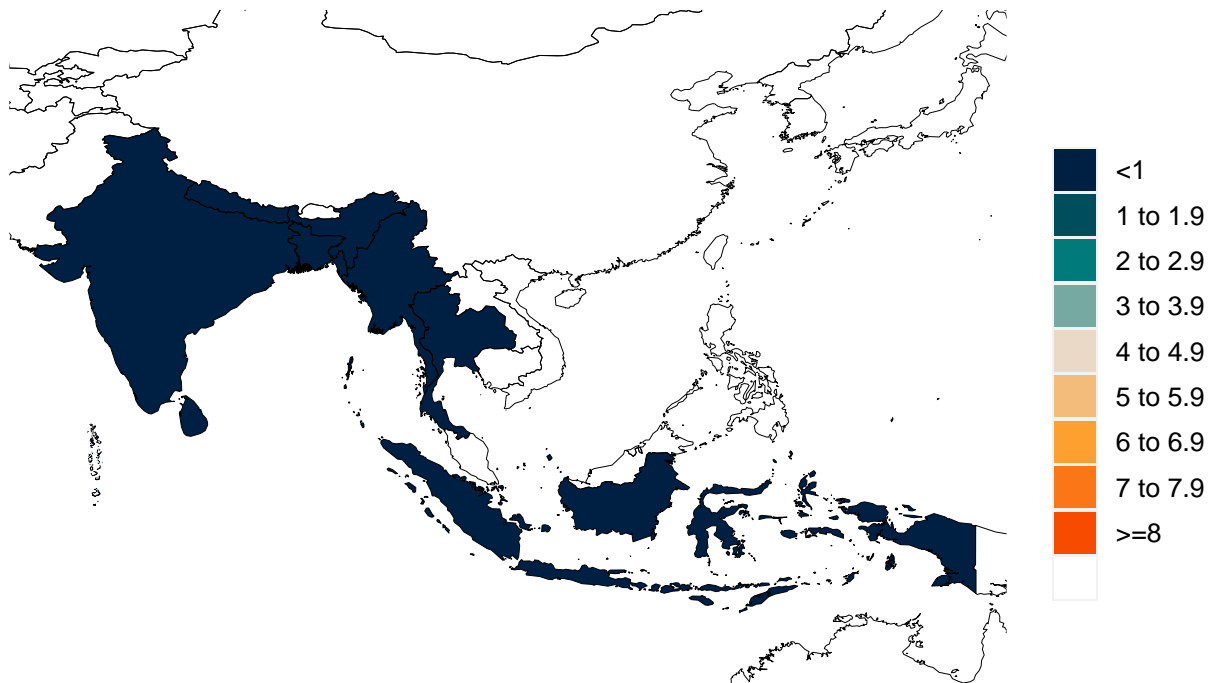 <1
1 to 1.9
2 to 2.9
3 to 3.9
4 to 4.9
5 to 5.9
6 to 6.9
7 to 7.9
>=8